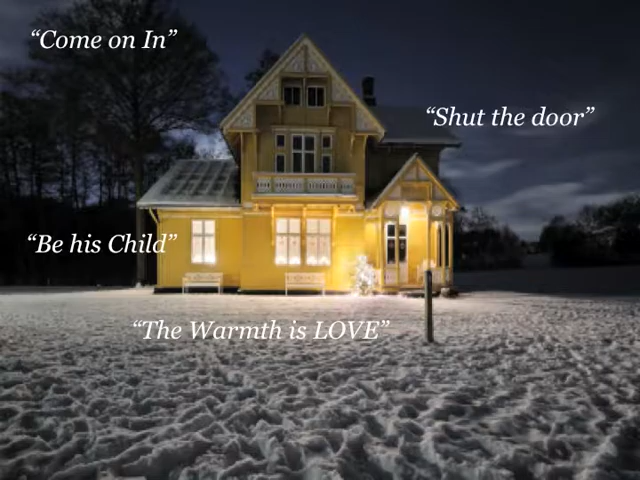 “Come on In”
“Shut the door”
“Be his Child”
“The Warmth is LOVE”